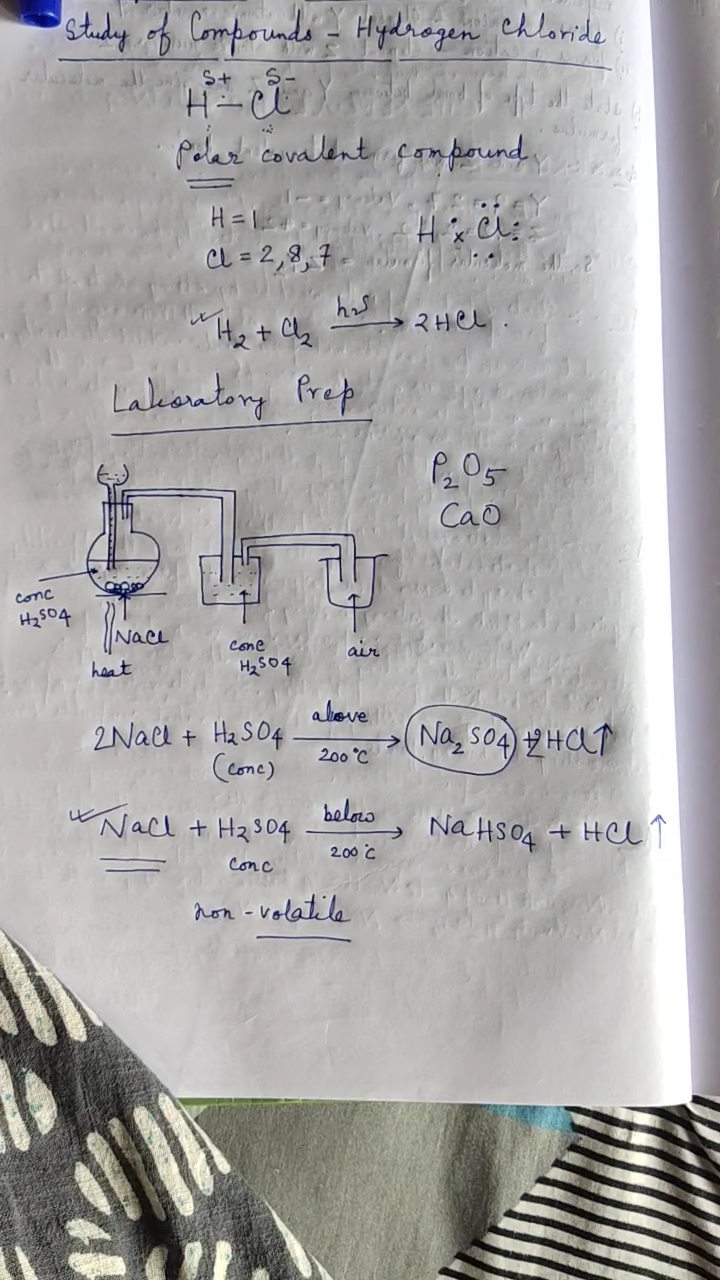 Study of Compounds - Hydrogen Chloride
δ+ δ-
H - Cl
Polar covalent compound.
H = 1
Cl = 2, 8, 7
H Cl
H2 + Cl2 → 2HCl.
Laboratory Prep
P2O5
CaO
conc H2SO4
NaCl
heat
conc H2SO4
air
2NaCl + H2SO4 (conc) above 200°C → Na2SO4 + 2HCl↑
NaCl + H2SO4 conc below 200°C → NaHSO4 + HCl↑
non-volatile